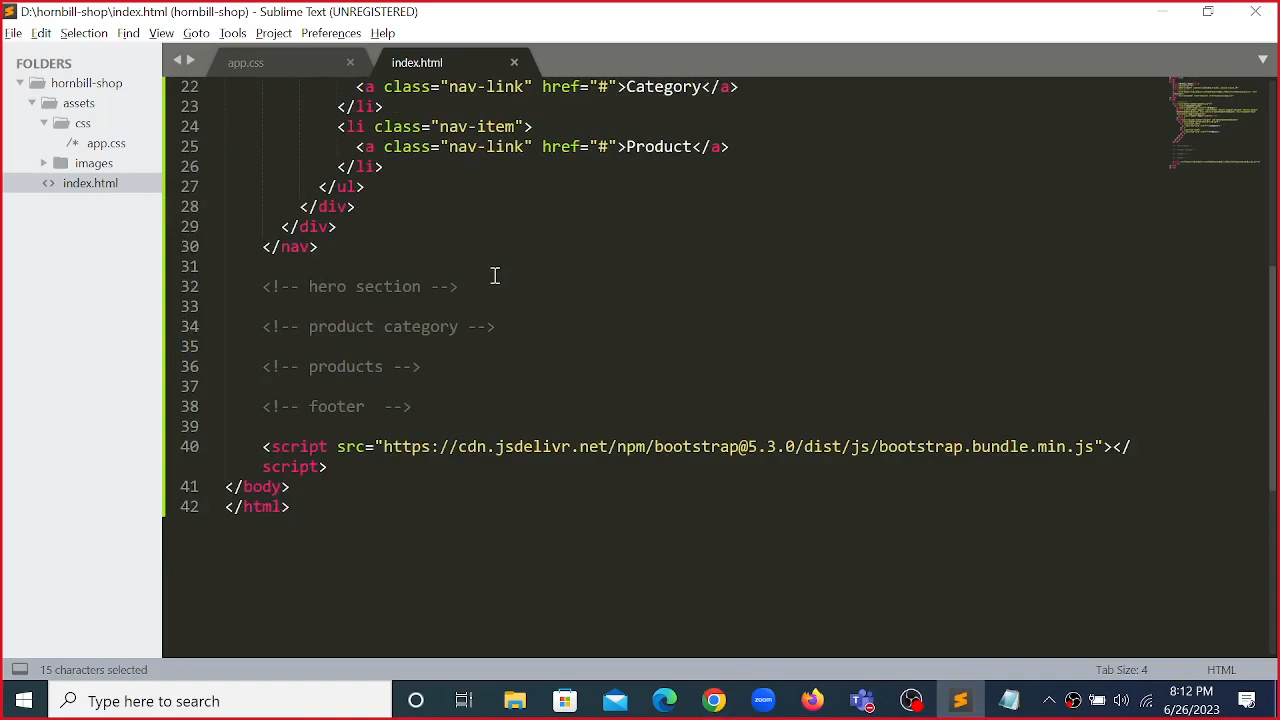 D:\hornbill-shop\index.html (hornbill-shop) - Sublime Text (UNREGISTERED)
File Edit Selection Find View Goto Tools Project Preferences Help
FOLDERS
hornbill-shop
assets
css
/* app.css
images
<> index.html
app.css
index.html
22 <a class="nav-link" href="#">Category</a>
23 </li>
24 <li class="nav-item">
25 <a class="nav-link" href="#">Product</a>
26 </li>
27 </ul>
28 </div>
29 </div>
30 </nav>
31
32 <!-- hero section -->
33
34 <!-- product category -->
35
36 <!-- products -->
37
38 <!-- footer  -->
39
40 <script src="https://cdn.jsdelivr.net/npm/bootstrap@5.3.0/dist/js/bootstrap.bundle.min.js"></
script>
41 </body>
42 </html>
15 characters selected
Tab Size: 4
HTML
Type here to search
zoom
8:12 PM
6/26/2023